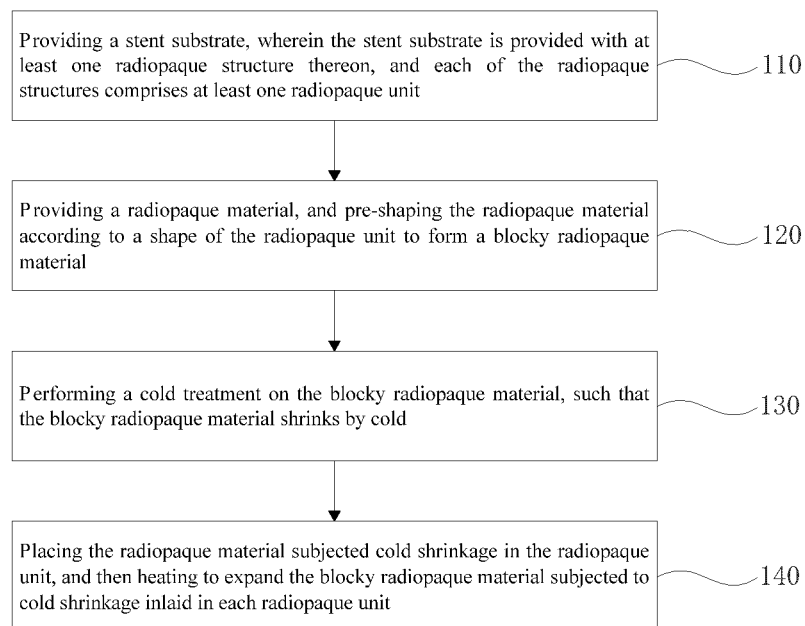 Providing a stent substrate, wherein the stent substrate is provided with at
least one radiopaque structure thereon, and each of the radiopaque
structures comprises at least one radiopaque unit
110
Providing a radiopaque material, and pre-shaping the radiopaque material
according to a shape of the radiopaque unit to form a blocky radiopaque
material
120
Performing a cold treatment on the blocky radiopaque material, such that
the blocky radiopaque material shrinks by cold
130
Placing the radiopaque material subjected cold shrinkage in the radiopaque
unit, and then heating to expand the blocky radiopaque material subjected to
cold shrinkage inlaid in each radiopaque unit
140